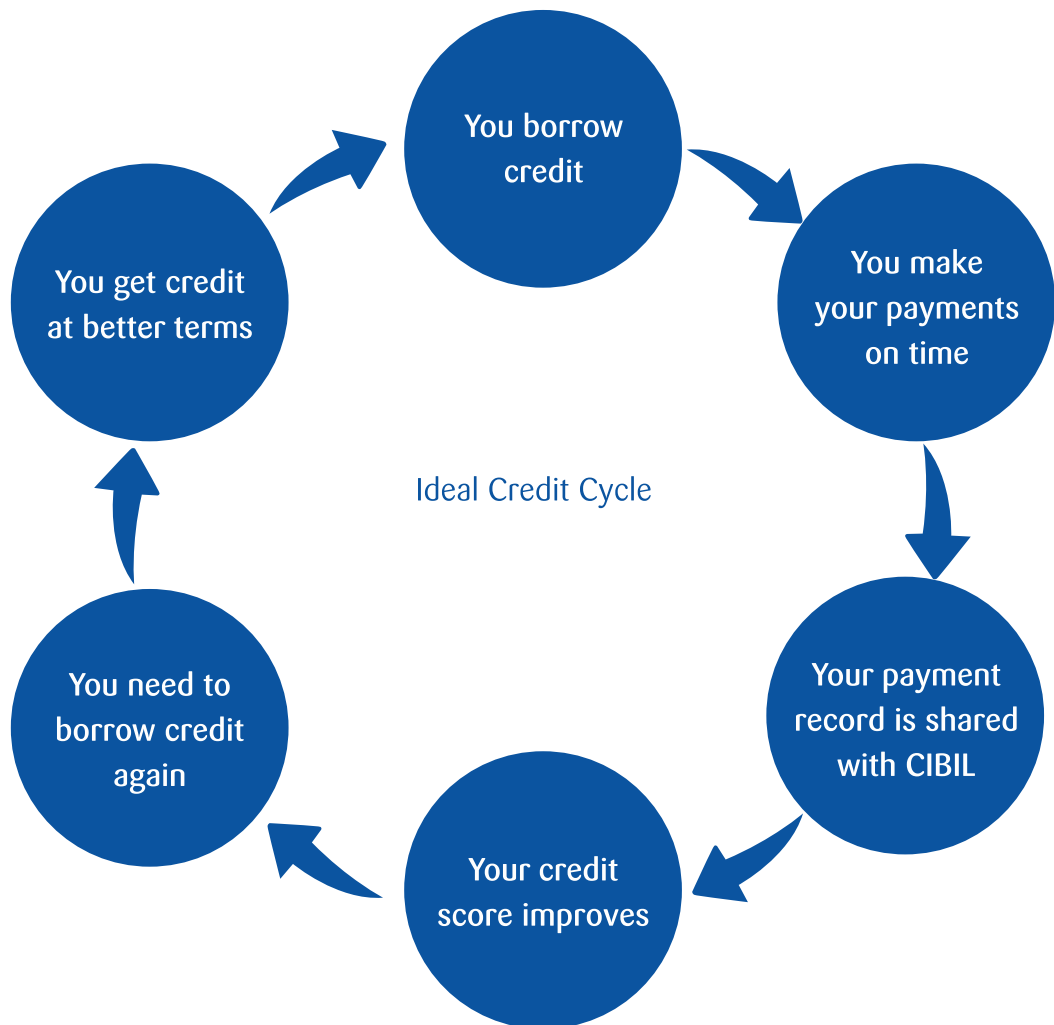 You borrow
credit
You make
your payments
on time
Your payment
record is shared
with CIBIL
Your credit
score improves
You need to
borrow credit
again
You get credit
at better terms
Ideal Credit Cycle